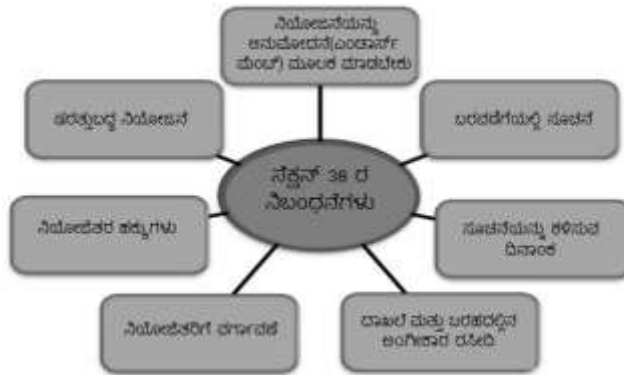 ನಿಯೋಜನೆಯನ್ನು
ಅನುಮೋದನೆ(ಎಂಡಾರ್ಸ್
ಮೆಂಟ್) ಮೂಲಕ ಮಾಡಬೇಕು
ಷರತ್ತುಬದ್ಧ ನಿಯೋಜನೆ
ಬರವಣಿಗೆಯಲ್ಲಿ ಸೂಚನೆ
ಸೆಕ್ಷನ್ 38 ರ
ನಿಬಂಧನೆಗಳು
ನಿಯೋಜಿತರ ಹಕ್ಕುಗಳು
ಸೂಚನೆಯನ್ನು ಕಳಿಸುವ
ದಿನಾಂಕ
ನಿಯೋಜಿತರಿಗೆ ವರ್ಗಾವಣೆ
ದಾಖಲೆ ಮತ್ತು ಬರಹದಲ್ಲಿನ
ಅಂಗೀಕಾರ ರಸೀದಿ